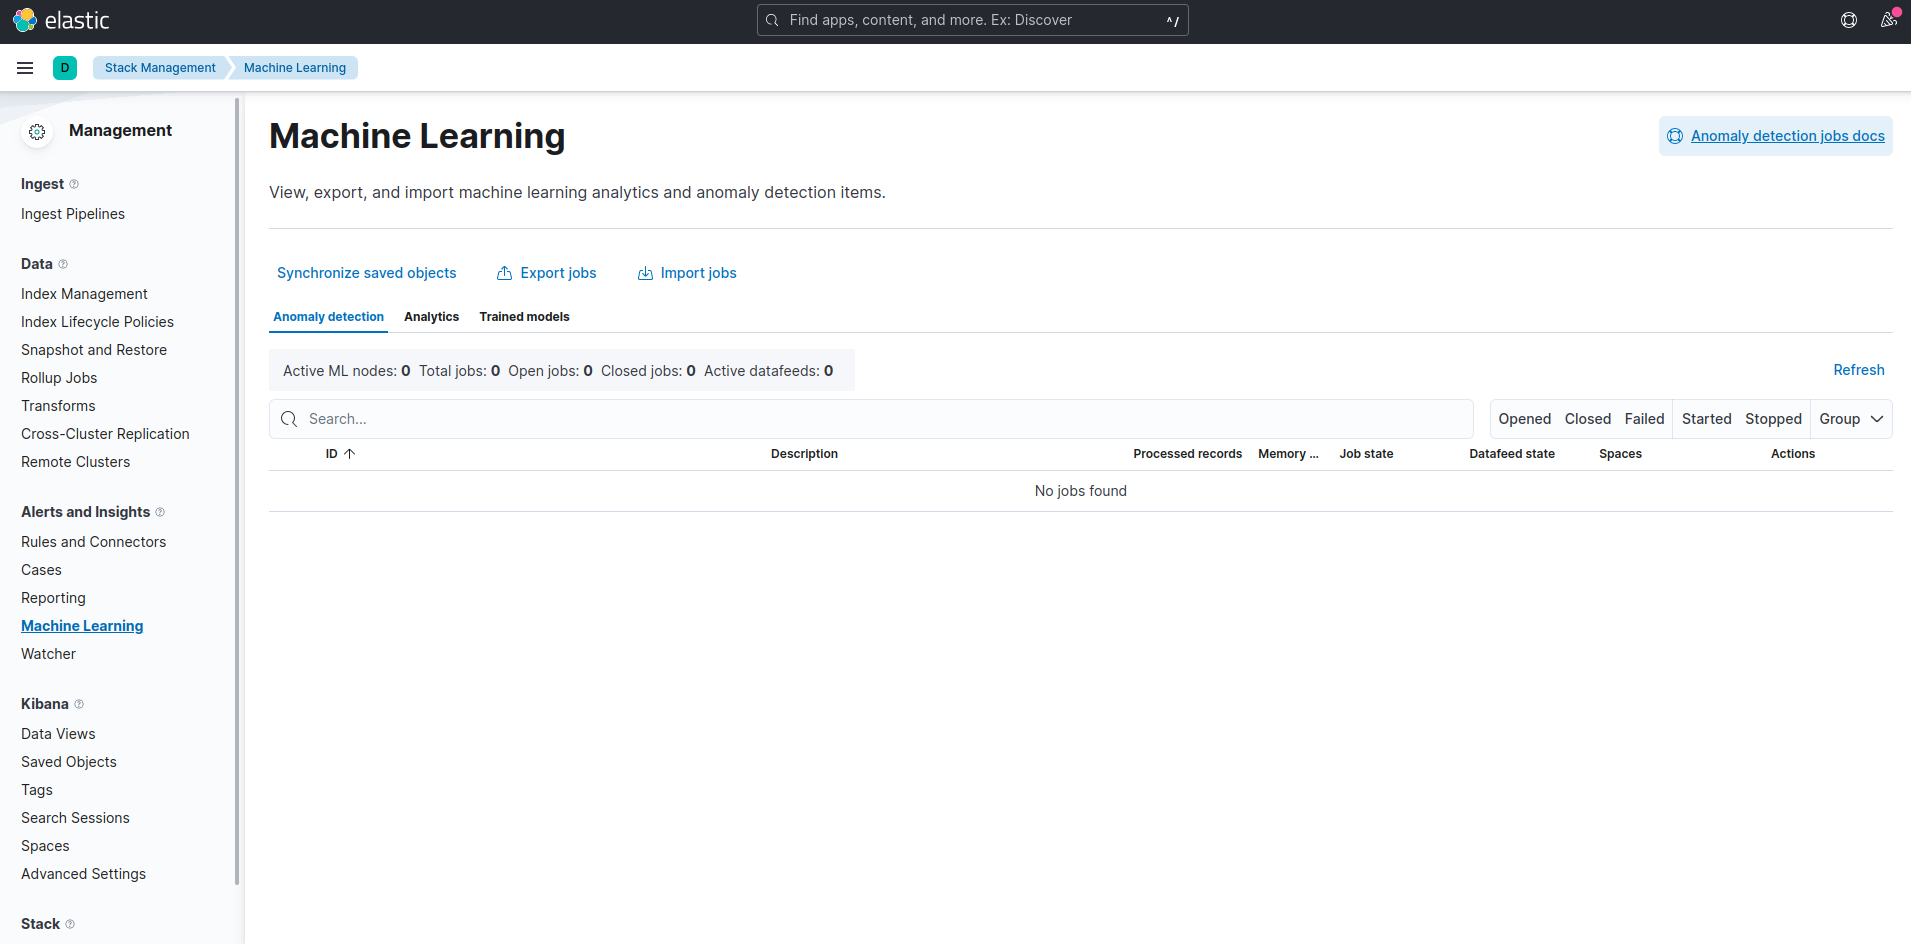 elastic
Find apps, content, and more. Ex: Discover ^/
D
Stack Management
Machine Learning
Management
Ingest
Ingest Pipelines
Data
Index Management
Index Lifecycle Policies
Snapshot and Restore
Rollup Jobs
Transforms
Cross-Cluster Replication
Remote Clusters
Alerts and Insights
Rules and Connectors
Cases
Reporting
Machine Learning
Watcher
Kibana
Data Views
Saved Objects
Tags
Search Sessions
Spaces
Advanced Settings
Stack
Machine Learning
Anomaly detection jobs docs
View, export, and import machine learning analytics and anomaly detection items.
Synchronize saved objects Export jobs Import jobs
Anomaly detection Analytics Trained models
Active ML nodes: 0 Total jobs: 0 Open jobs: 0 Closed jobs: 0 Active datafeeds: 0
Refresh
Search...
Opened Closed Failed Started Stopped Group
ID Description Processed records Memory ... Job state Datafeed state Spaces Actions
No jobs found